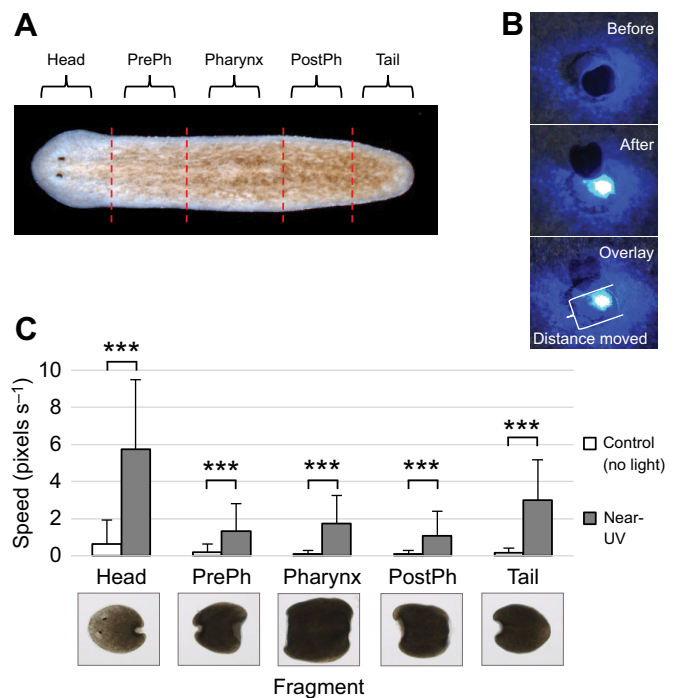 A
Head PrePh Pharynx PostPh Tail
B
Before
After
Overlay
Distance moved
C
Speed (pixels s⁻¹)
10
8
6
4
2
0
***
***
***
***
***
Control
(no light)
Near-
UV
Head PrePh Pharynx PostPh Tail
Fragment